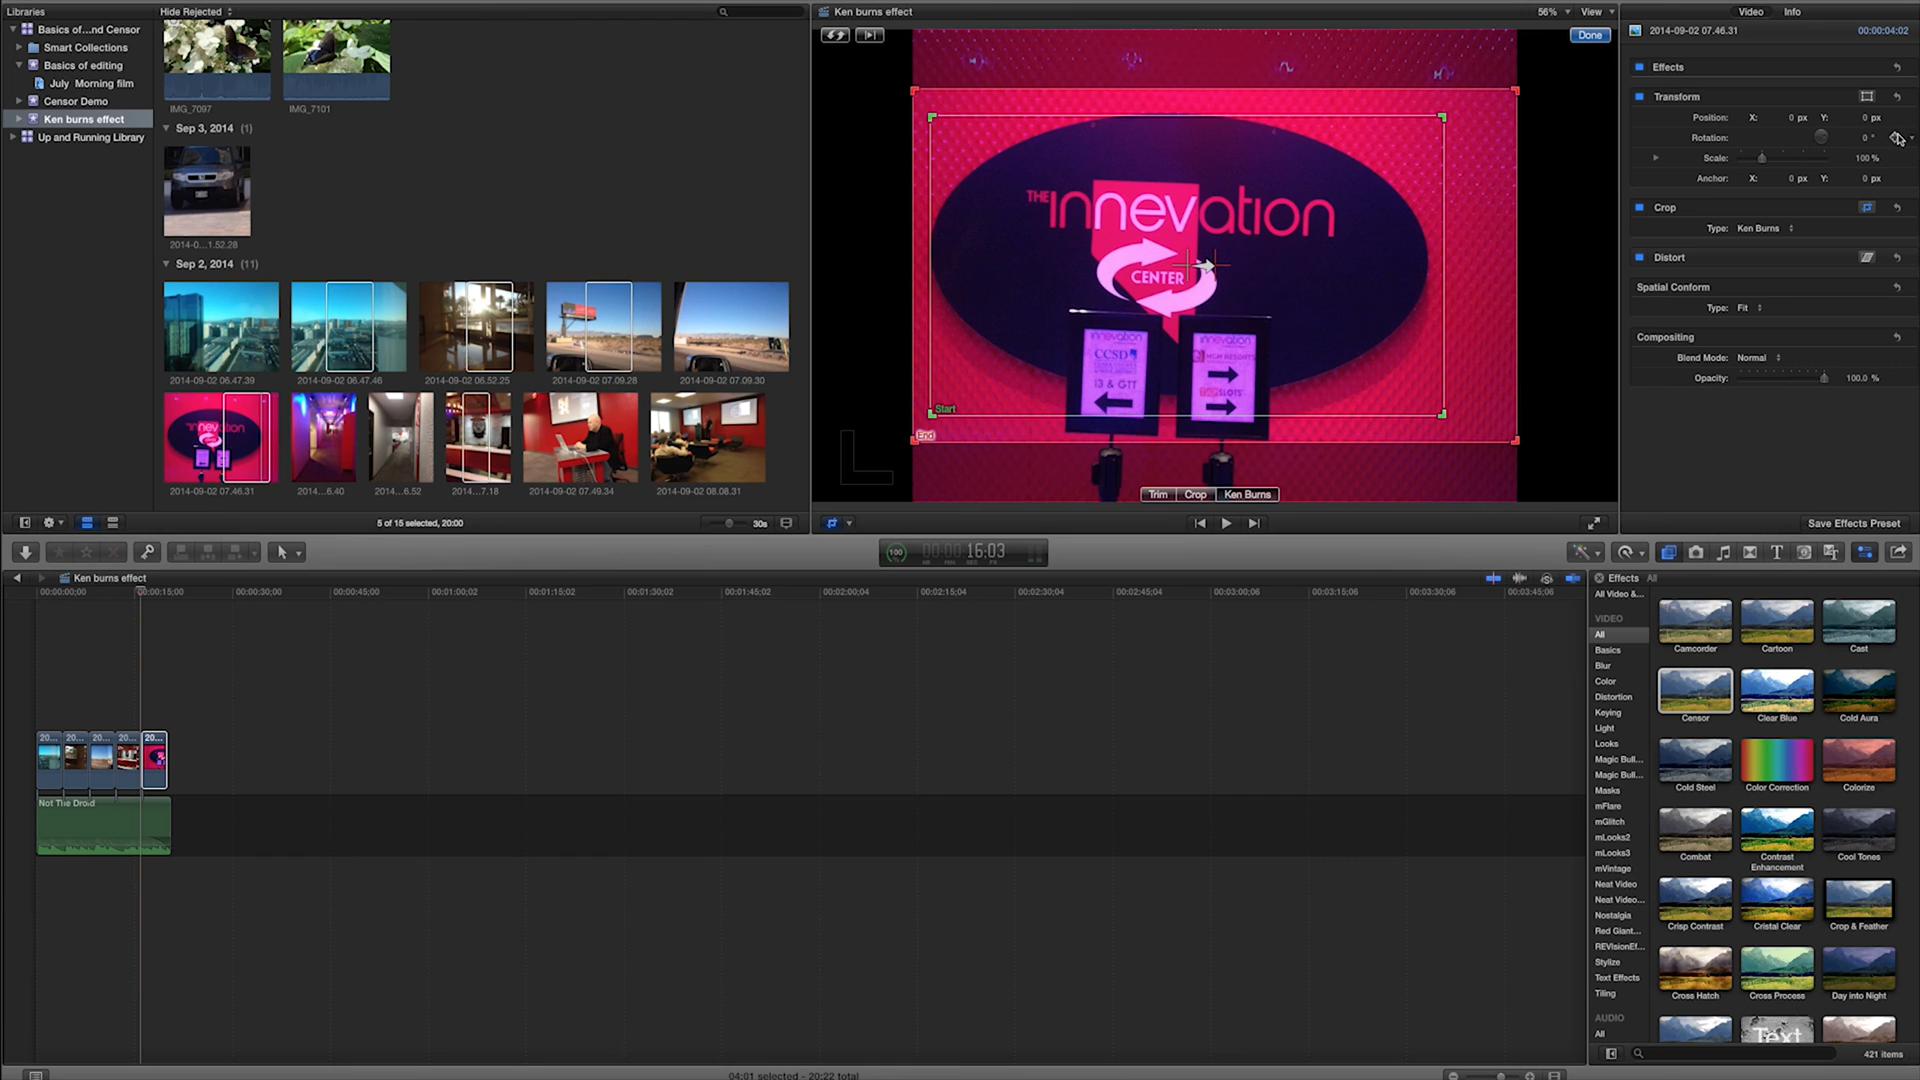 Libraries
Hide Rejected
Basics of...nd Censor
Smart Collections
Basics of editing
July Morning film
Censor Demo
Ken burns effect
Up and Running Library
IMG_7097
IMG_7101
Sep 3, 2014 (1)
2014-0...1.52.28
Sep 2, 2014 (11)
2014-09-02 06.47.39
2014-09-02 06.47.46
2014-09-02 06.52.25
2014-09-02 07.09.28
2014-09-02 07.09.30
2014-09-02 07.46.31
2014...6.40
2014...6.52
2014...7.18
2014-09-02 07.49.34
2014-09-02 08.08.31
5 of 15 selected, 20:00
30s
Ken burns effect
56%
View
Done
THE innevation
CENTER
innevation
CCSD
i3 & GTT
innevation
MGM RESORTS
SLOTS
Start
End
Trim
Crop
Ken Burns
Video
Info
2014-09-02 07.46.31
00:00:04:02
Effects
Transform
Position: X: 0 px Y: 0 px
Rotation: 0 °
Scale: 100 %
Anchor: X: 0 px Y: 0 px
Crop
Type: Ken Burns
Distort
Spatial Conform
Type: Fit
Compositing
Blend Mode: Normal
Opacity: 100.0 %
Save Effects Preset
100
00:00 16:03
Ken burns effect
00:00:00;00
00:00:15;00
00:00:30;00
00:00:45;00
00:01:00;02
00:01:15;02
00:01:30;02
00:01:45;02
00:02:00;04
00:02:15;04
00:02:30;04
00:02:45;04
00:03:00;06
00:03:15;06
00:03:30;06
00:03:45;06
20...
20...
20...
20...
20...
Not The Droid
04:01 selected - 20:22 total
Effects All
All Video &...
VIDEO
All
Basics
Blur
Color
Distortion
Keying
Light
Looks
Magic Bull...
Magic Bull...
Masks
mFlare
mGlitch
mLooks2
mLooks3
mVintage
Neat Video
Neat Video...
Nostalgia
Red Giant...
REVisionEf...
Stylize
Text Effects
Tiling
AUDIO
All
Camcorder
Cartoon
Cast
Censor
Clear Blue
Cold Aura
Cold Steel
Color Correction
Colorize
Combat
Contrast Enhancement
Cool Tones
Crisp Contrast
Cristal Clear
Crop & Feather
Cross Hatch
Cross Process
Day into Night
Text
421 items